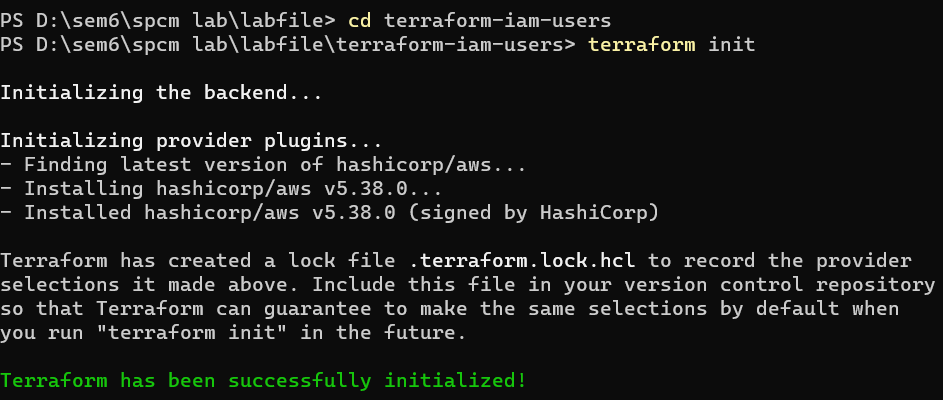 PS D:\sem6\spcm lab\labfile> cd terraform-iam-users
PS D:\sem6\spcm lab\labfile\terraform-iam-users> terraform init
Initializing the backend...
Initializing provider plugins...
- Finding latest version of hashicorp/aws...
- Installing hashicorp/aws v5.38.0...
- Installed hashicorp/aws v5.38.0 (signed by HashiCorp)
Terraform has created a lock file .terraform.lock.hcl to record the provider
selections it made above. Include this file in your version control repository
so that Terraform can guarantee to make the same selections by default when
you run "terraform init" in the future.
Terraform has been successfully initialized!